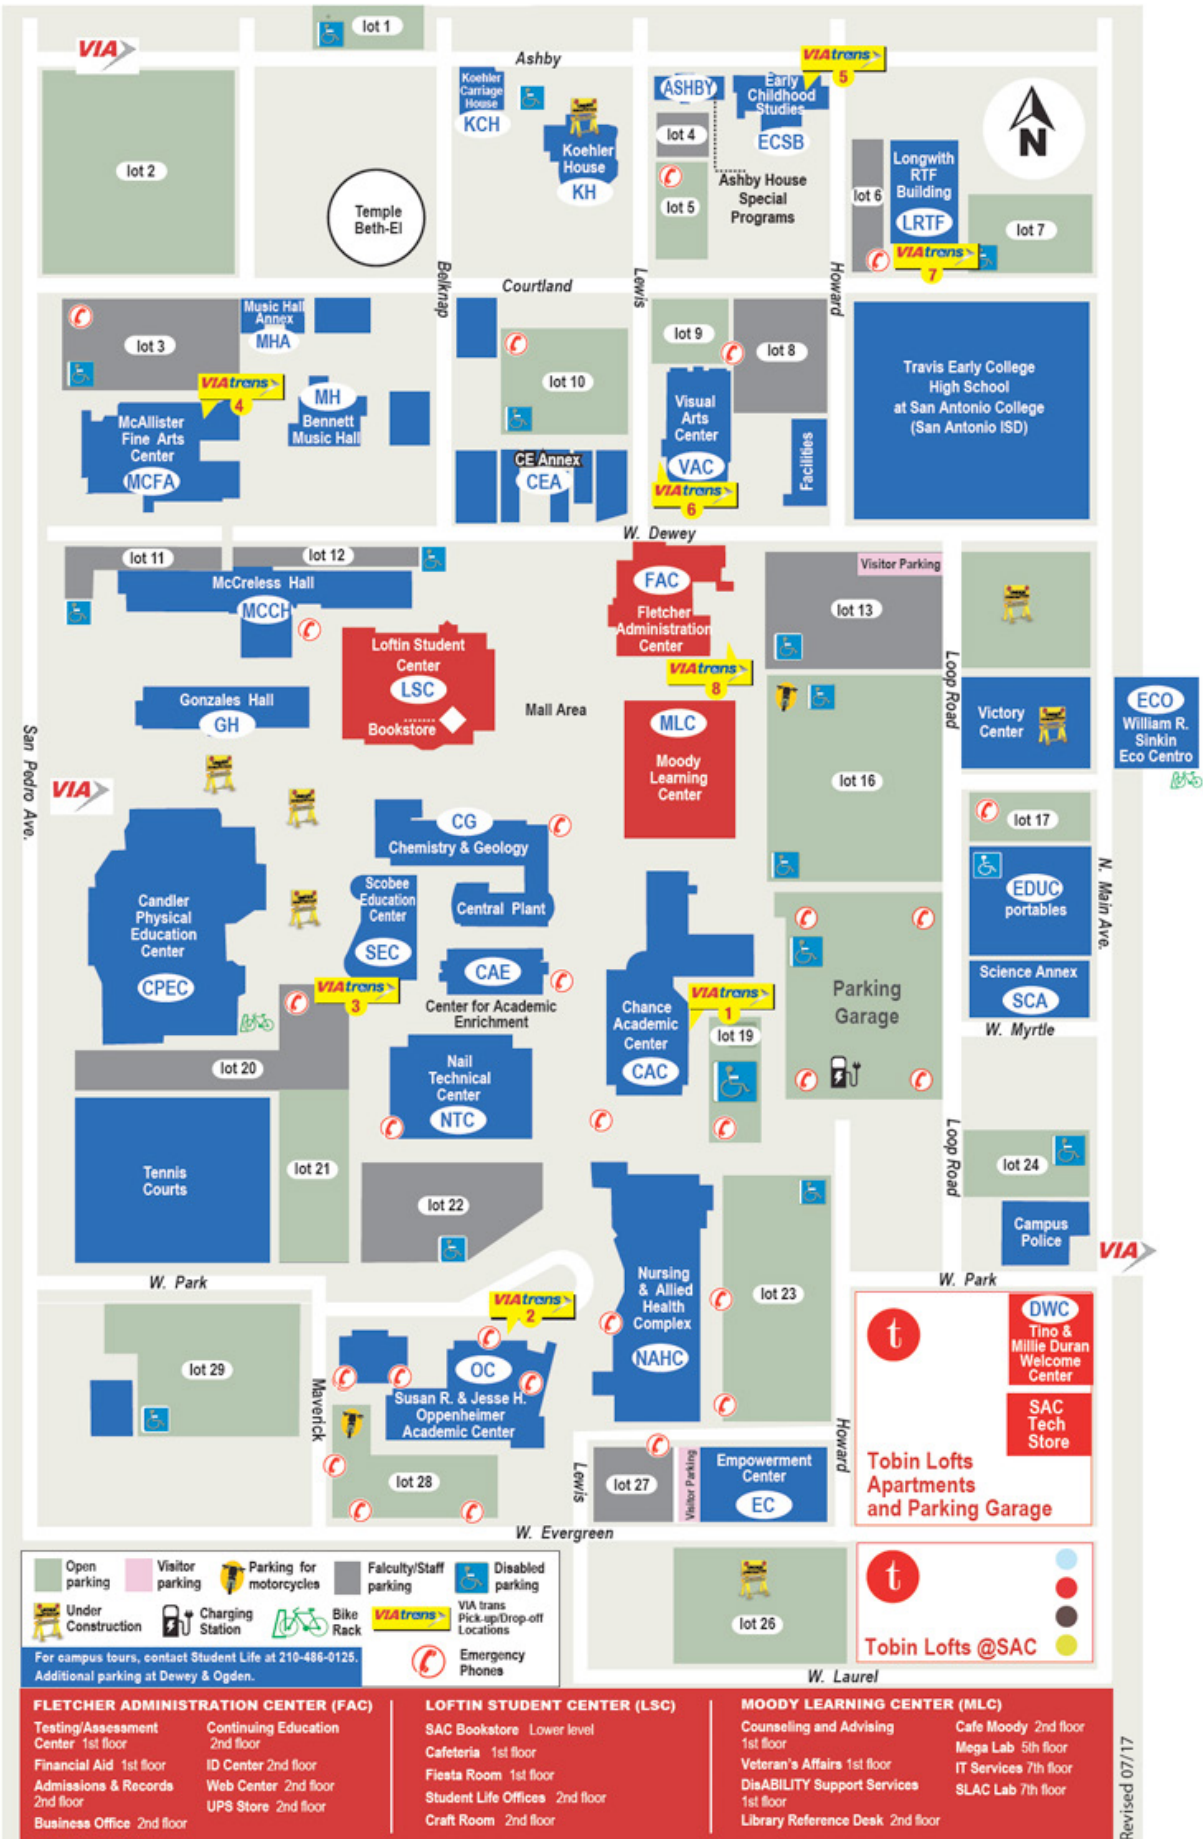 lot 1
VIA
Ashby
VIAtrans
5
Koehler
Carriage
House
KCH
ASHBY
Early
Childhood
Studies
ECSB
Koehler
House
KH
lot 4
lot 5
Ashby House
Special
Programs
lot 6
Longwith
RTF
Building
LRTF
VIAtrans
7
N
lot 7
lot 2
Temple
Beth-El
Belknap
Courtland
Lewis
Howard
lot 3
Music Hall
Annex
MHA
VIAtrans
4
MH
Bennett
Music Hall
McAllister
Fine Arts
Center
MCFA
lot 10
CE Annex
CEA
lot 9
lot 8
Visual
Arts
Center
VAC
VIAtrans
6
Facilities
Travis Early College
High School
at San Antonio College
(San Antonio ISD)
W. Dewey
lot 11
lot 12
McCreless Hall
MCCH
Loftin Student
Center
LSC
Bookstore
Mall Area
FAC
Fletcher
Administration
Center
VIAtrans
8
MLC
Moody
Learning
Center
Visitor Parking
lot 13
Loop Road
lot 16
Victory
Center
ECO
William R.
Sinkin
Eco Centro
Gonzales Hall
GH
San Pedro Ave.
VIA
CG
Chemistry & Geology
Scobee
Education
Center
SEC
Central Plant
CAE
Center for Academic
Enrichment
VIAtrans
3
Candler
Physical
Education
Center
CPEC
lot 17
EDUC
portables
Science Annex
SCA
N. Main Ave.
W. Myrtle
Parking
Garage
Chance
Academic
Center
CAC
VIAtrans
1
lot 19
lot 20
Nail
Technical
Center
NTC
Tennis
Courts
lot 21
lot 22
Loop Road
lot 24
Campus
Police
VIA
W. Park
W. Park
Nursing
& Allied
Health
Complex
NAHC
lot 23
VIAtrans
2
OC
Susan R. & Jesse H.
Oppenheimer
Academic Center
lot 29
Maverick
lot 28
Lewis
lot 27
Visitor Parking
Empowerment
Center
EC
Howard
t
DWC
Tino &
Millie Duran
Welcome
Center
SAC
Tech
Store
Tobin Lofts
Apartments
and Parking Garage
W. Evergreen
lot 26
t
Tobin Lofts @SAC
W. Laurel
Open
parking
Visitor
parking
Parking for
motorcycles
Falculty/Staff
parking
Disabled
parking
Under
Construction
Charging
Station
Bike
Rack
VIAtrans
VIA trans
Pick-up/Drop-off
Locations
For campus tours, contact Student Life at 210-486-0125.
Additional parking at Dewey & Ogden.
Emergency
Phones
FLETCHER ADMINISTRATION CENTER (FAC)
Testing/Assessment
Center 1st floor
Financial Aid 1st floor
Admissions & Records
2nd floor
Business Office 2nd floor
Continuing Education
2nd floor
ID Center 2nd floor
Web Center 2nd floor
UPS Store 2nd floor
LOFTIN STUDENT CENTER (LSC)
SAC Bookstore Lower level
Cafeteria 1st floor
Fiesta Room 1st floor
Student Life Offices 2nd floor
Craft Room 2nd floor
MOODY LEARNING CENTER (MLC)
Counseling and Advising
1st floor
Veteran's Affairs 1st floor
DisABILITY Support Services
1st floor
Library Reference Desk 2nd floor
Cafe Moody 2nd floor
Mega Lab 5th floor
IT Services 7th floor
SLAC Lab 7th floor
Revised 07/17